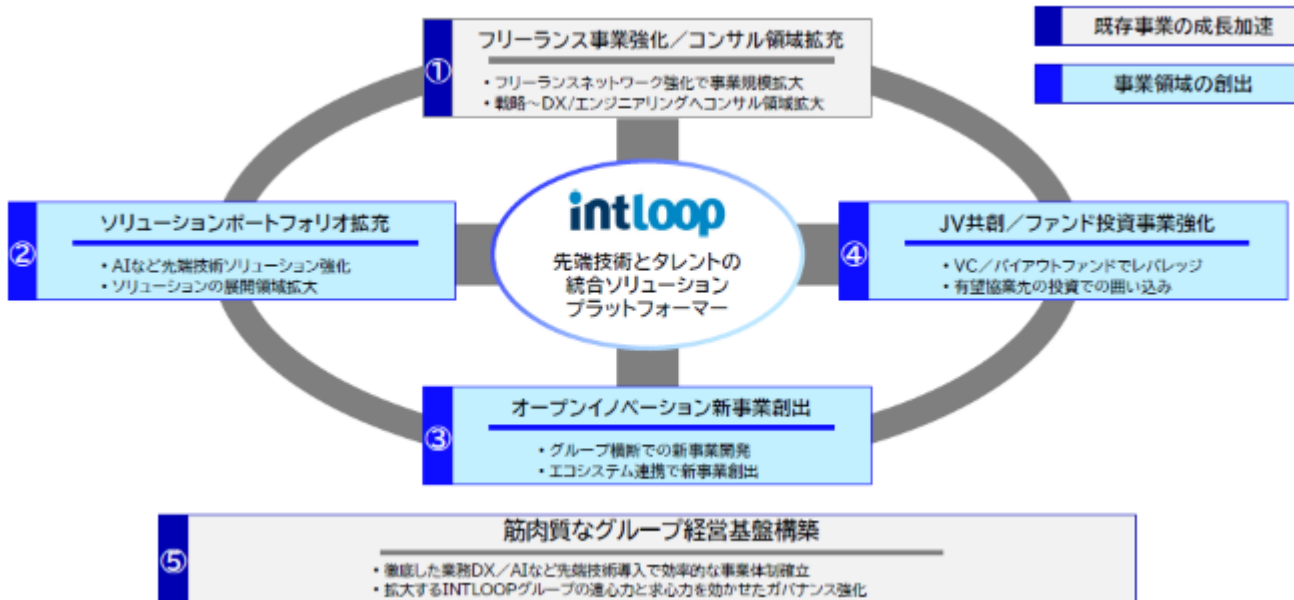 ① フリーランス事業強化／コンサル領域拡充
・フリーランスネットワーク強化で事業規模拡大
・戦略～DX/エンジニアリングへコンサル領域拡大
既存事業の成長加速
事業領域の創出
② ソリューションポートフォリオ拡充
・AIなど先端技術ソリューション強化
・ソリューションの展開領域拡大
intloop
先端技術とタレントの
統合ソリューション
プラットフォーマー
④ JV共創／ファンド投資事業強化
・VC／バイアウトファンドでレバレッジ
・有望協業先の投資での囲い込み
③ オープンイノベーション新事業創出
・グループ横断での新事業開発
・エコシステム連携で新事業創出
⑤ 筋肉質なグループ経営基盤構築
・徹底した業務DX／AIなど先端技術導入で効率的な事業体制確立
・拡大するINTLOOPグループの遠心力と求心力を効かせたガバナンス強化